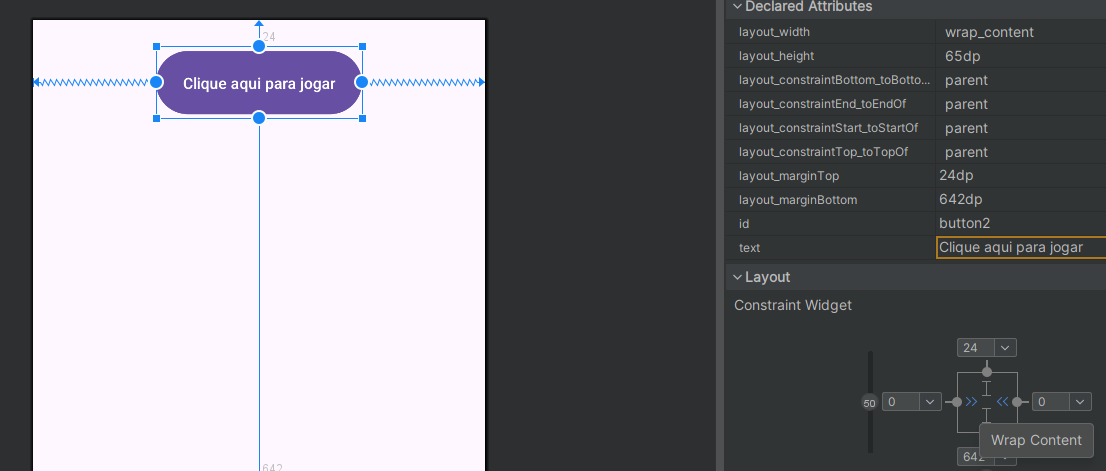 Declared Attributes
layout_width wrap_content
layout_height 65dp
layout_constraintBottom_toBotto... parent
layout_constraintEnd_toEndOf parent
layout_constraintStart_toStartOf parent
layout_constraintTop_toTopOf parent
layout_marginTop 24dp
layout_marginBottom 642dp
id button2
text Clique aqui para jogar
Layout
Constraint Widget
24
50
0
0
Wrap Content
642
24
Clique aqui para jogar
642